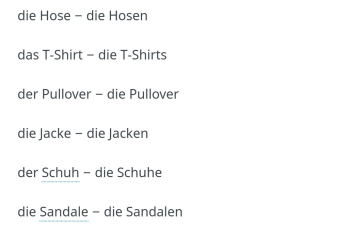 die Hose – die Hosen
das T-Shirt – die T-Shirts
der Pullover – die Pullover
die Jacke – die Jacken
der Schuh – die Schuhe
die Sandale – die Sandalen